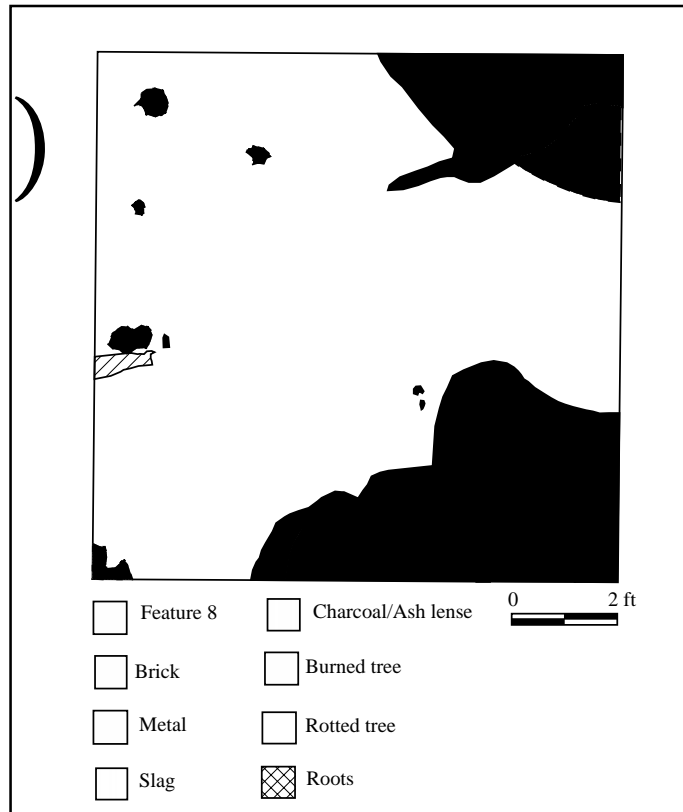 0 2 ft
Feature 8
Charcoal/Ash lense
Brick
Burned tree
Metal
Rotted tree
Slag
Roots